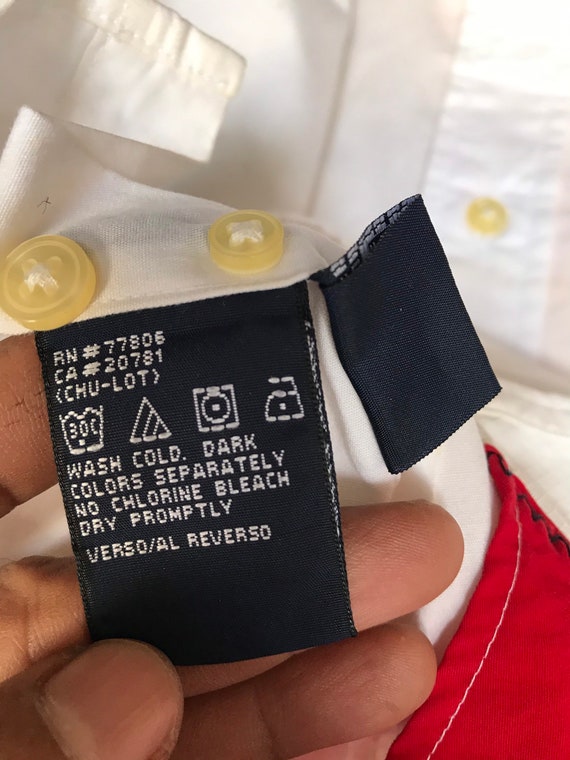 RN # 77806
CA # 20781
(CHU-LOT)
30C
WASH COLD. DARK
COLORS SEPARATELY
NO CHLORINE BLEACH
DRY PROMPTLY
VERSO/AL REVERSO